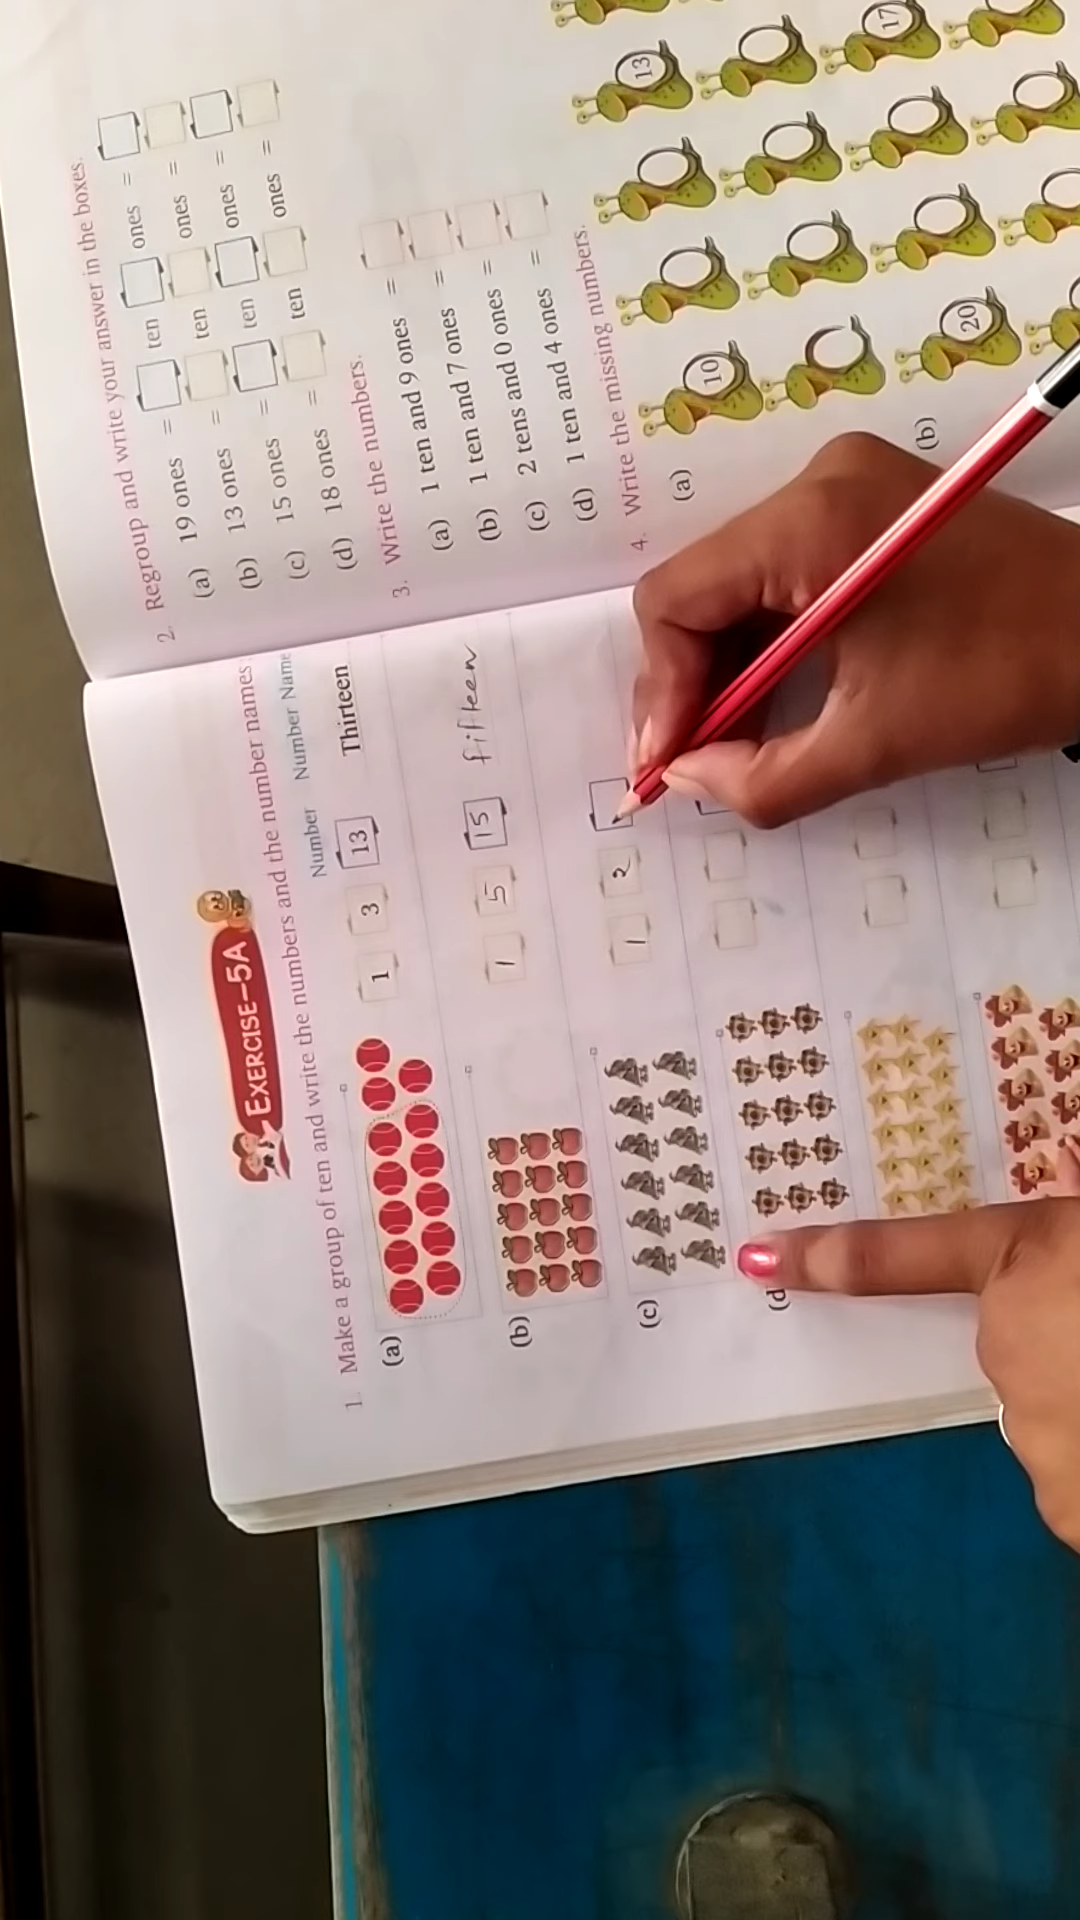 EXERCISE–5A
1. Make a group of ten and write the numbers and the number names
Number Number Name
(a) 1 3 13 Thirteen
(b) 1 5 15 fifteen
(c) 1 2
(d
2. Regroup and write your answer in the boxes.
(a) 19 ones = ten ones =
(b) 13 ones = ten ones =
(c) 15 ones = ten ones =
(d) 18 ones = ten ones =
3. Write the numbers.
(a) 1 ten and 9 ones =
(b) 1 ten and 7 ones =
(c) 2 tens and 0 ones =
(d) 1 ten and 4 ones =
4. Write the missing numbers.
(a) 10 13
17
(b) 20